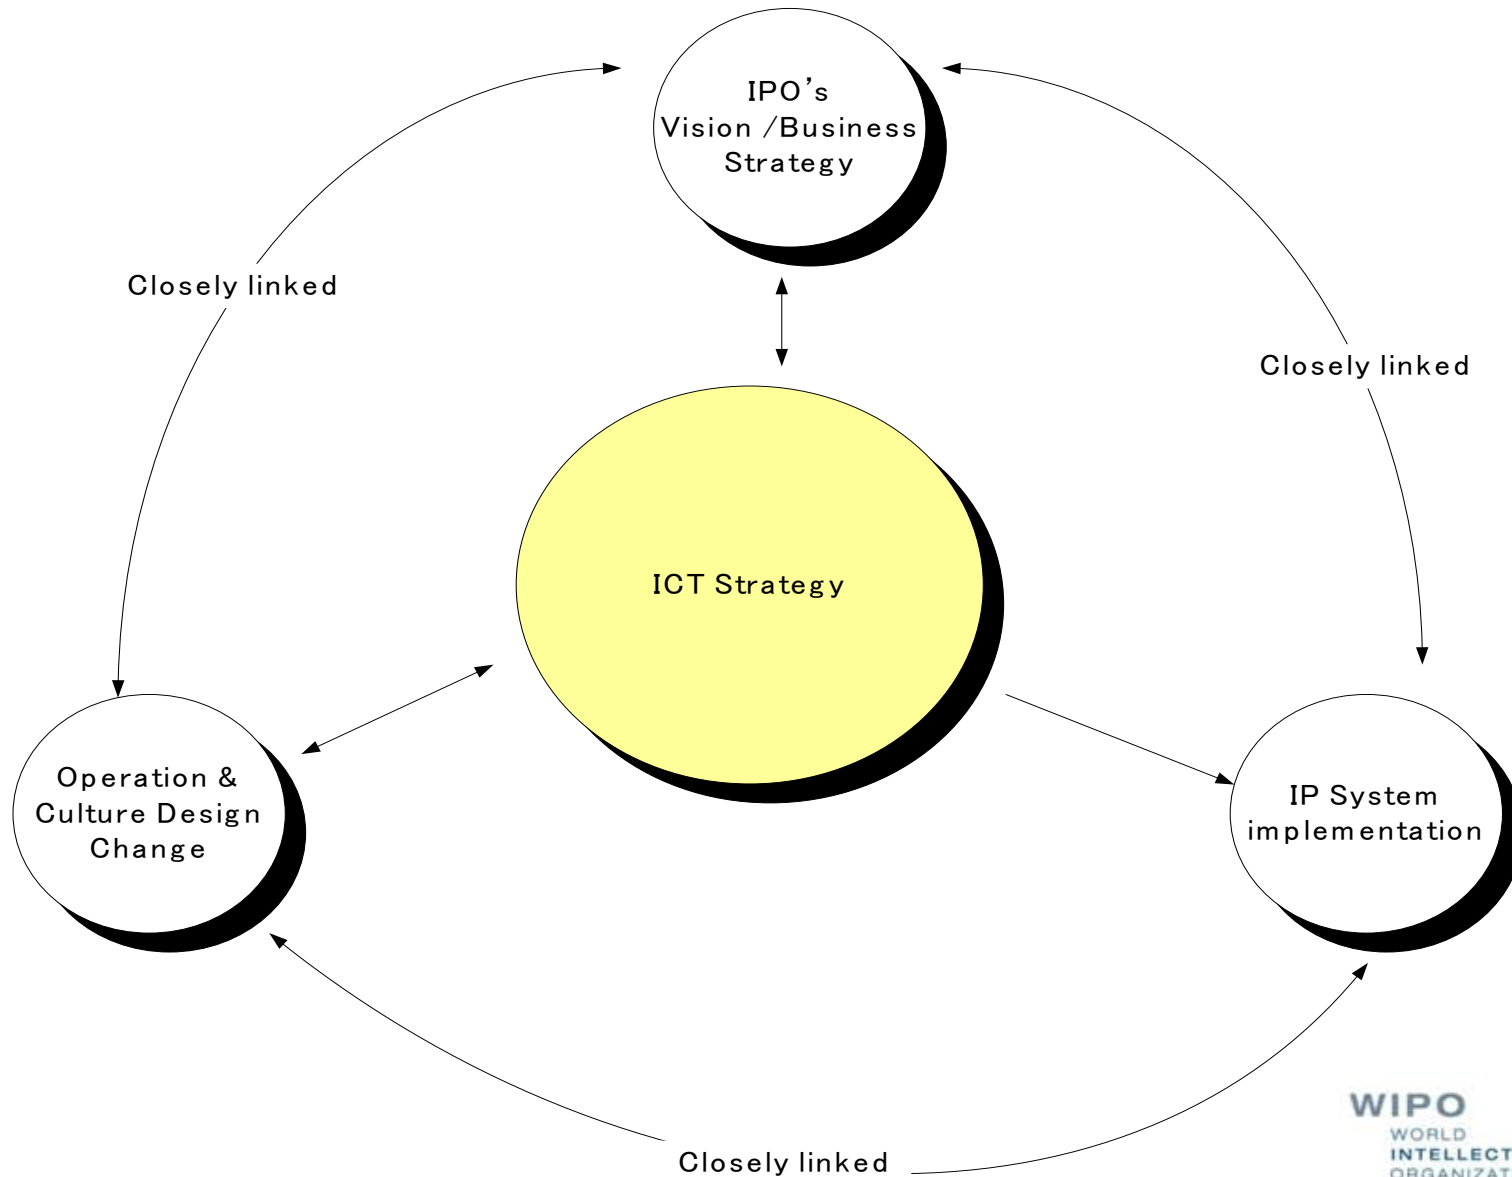 IPO’s
Vision /Business
Strategy
Closely linked
Closely linked
ICT Strategy
Operation &
Culture Design
Change
IP System
implementation
WIPO
WORLD
Closely linked